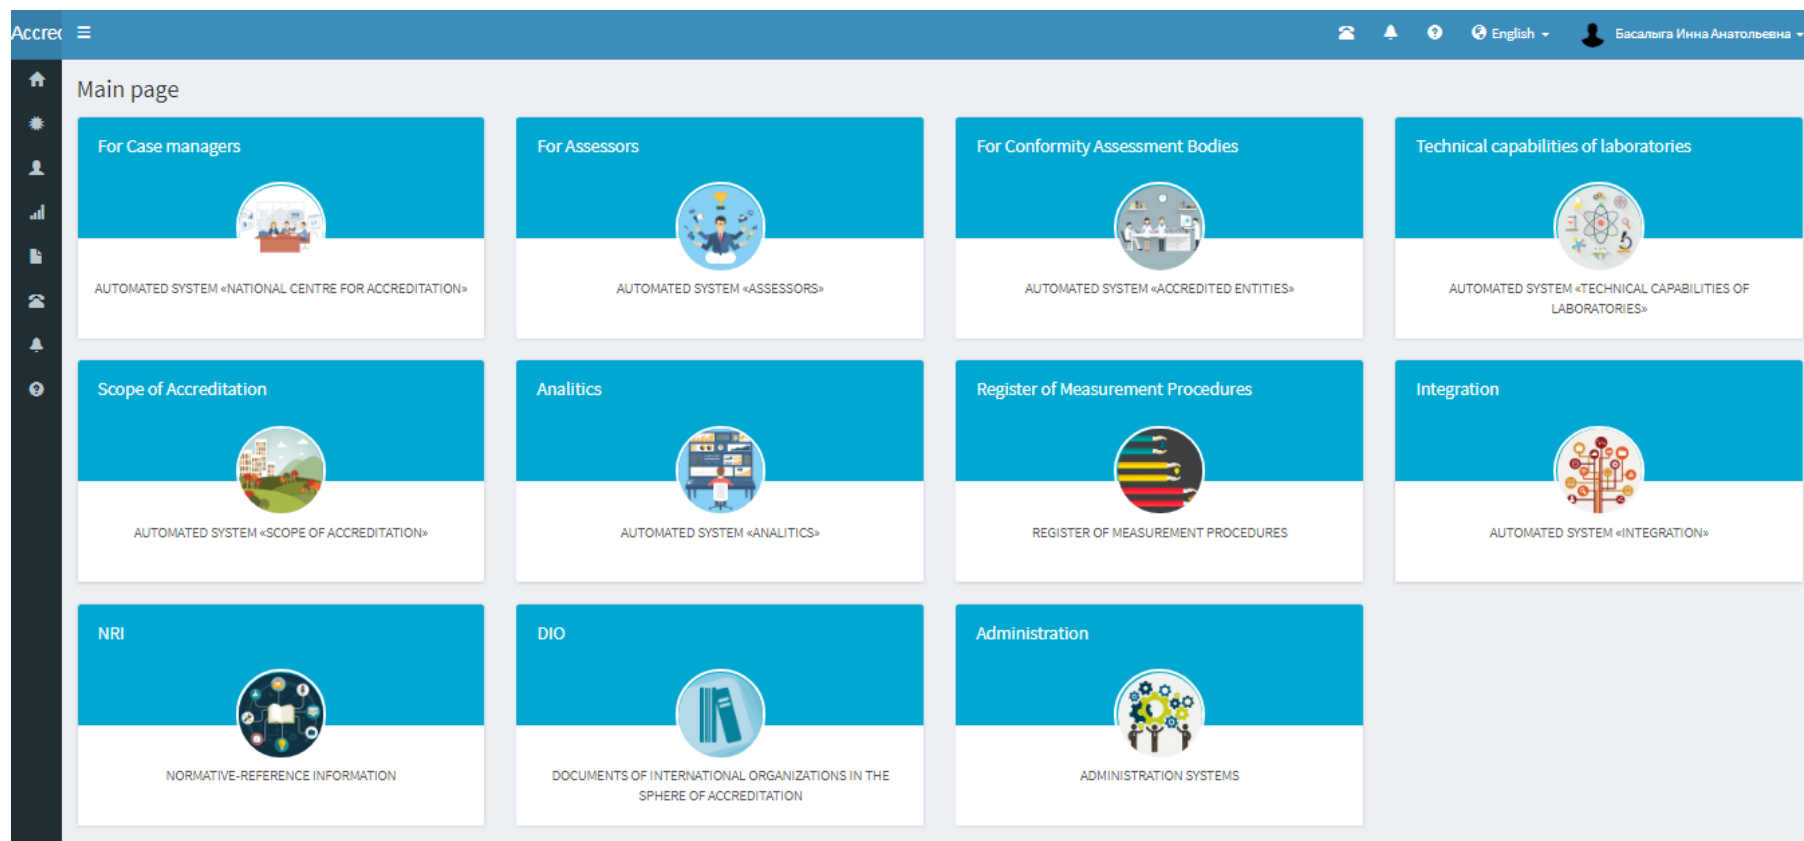 Accred
English
Басалыга Инна Анатольевна
Main page
For Case managers
AUTOMATED SYSTEM «NATIONAL CENTRE FOR ACCREDITATION»
For Assessors
AUTOMATED SYSTEM «ASSESSORS»
For Conformity Assessment Bodies
AUTOMATED SYSTEM «ACCREDITED ENTITIES»
Technical capabilities of laboratories
AUTOMATED SYSTEM «TECHNICAL CAPABILITIES OF
LABORATORIES»
Scope of Accreditation
AUTOMATED SYSTEM «SCOPE OF ACCREDITATION»
Analitics
AUTOMATED SYSTEM «ANALITICS»
Register of Measurement Procedures
REGISTER OF MEASUREMENT PROCEDURES
Integration
AUTOMATED SYSTEM «INTEGRATION»
NRI
NORMATIVE-REFERENCE INFORMATION
DIO
DOCUMENTS OF INTERNATIONAL ORGANIZATIONS IN THE
SPHERE OF ACCREDITATION
Administration
ADMINISTRATION SYSTEMS